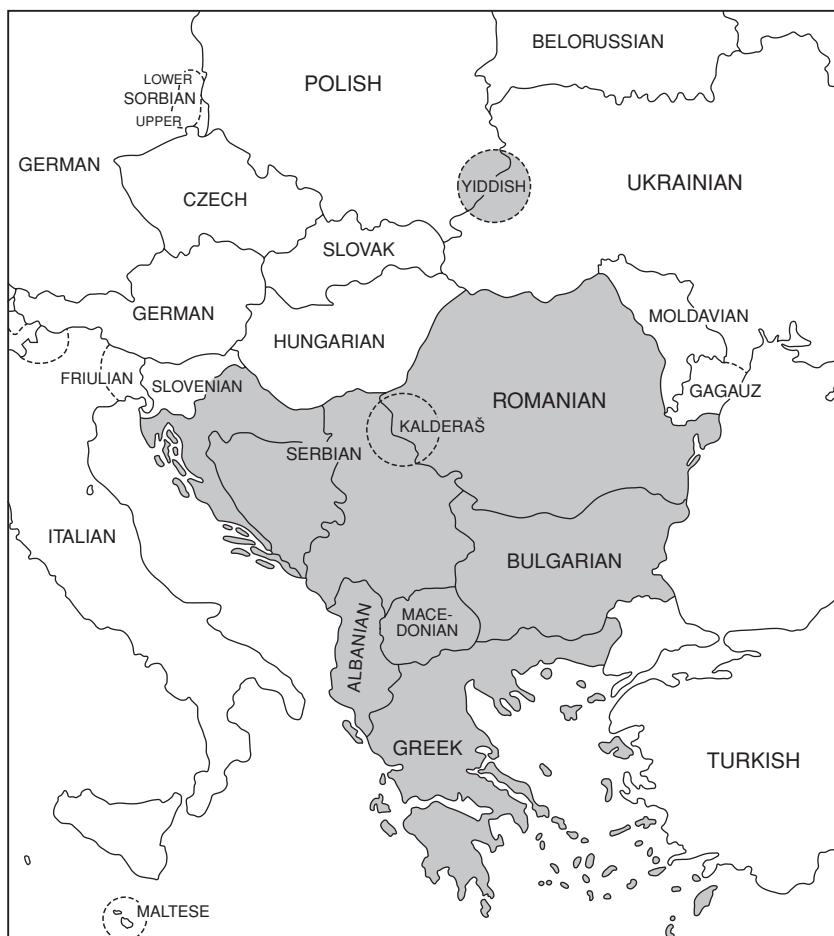 BELORUSSIAN
LOWER
SORBIAN
UPPER
POLISH
GERMAN
YIDDISH
UKRAINIAN
CZECH
SLOVAK
GERMAN
MOLDAVIAN
HUNGARIAN
FRIULIAN
SLOVENIAN
GAGAUZ
ROMANIAN
KALDERAŠ
SERBIAN
ITALIAN
BULGARIAN
MACE-
DONIAN
ALBANIAN
GREEK
TURKISH
MALTESE